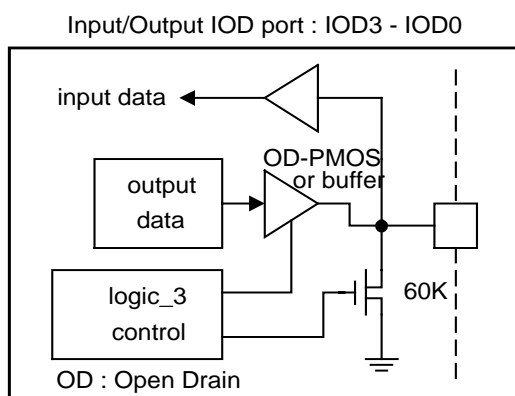 Input/Output IOD port : IOD3 - IOD0
input data
OD-PMOS
or buffer
output
data
logic_3
control
60K
OD : Open Drain